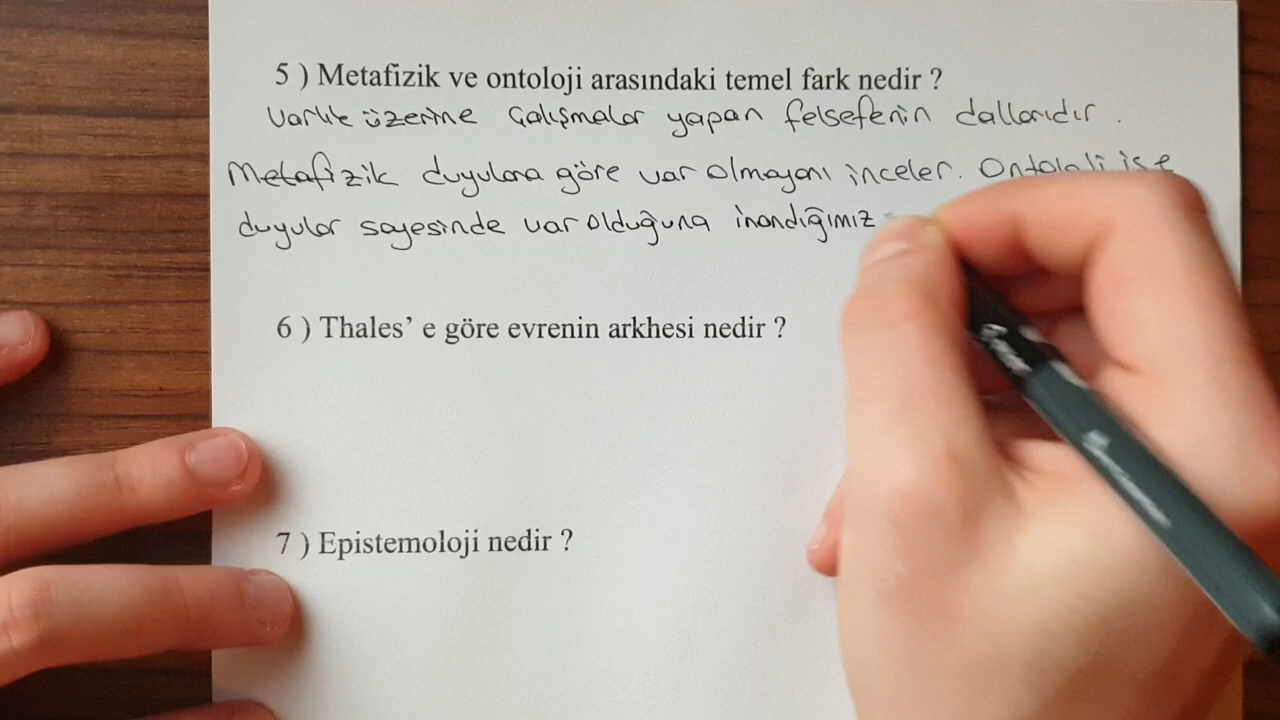 5 ) Metafizik ve ontoloji arasındaki temel fark nedir ?
Varlık üzerine Çalışmalar yapan felsefenin dallarıdır .
Metafizik duyulara göre var olmayanı inceler. Ontoloji ise
duyular sayesinde var olduğuna inandığımız
6 ) Thales' e göre evrenin arkhesi nedir ?
7 ) Epistemoloji nedir ?